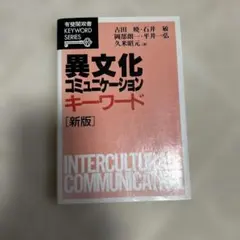 有斐閣双書
KEYWORD
SERIES
古田 暁・石井 敏
岡部朗一・平井一弘
久米昭元 著
異文化
コミュニケーション
キーワード
[新版]
INTERCULTURAL
COMMUNICATION